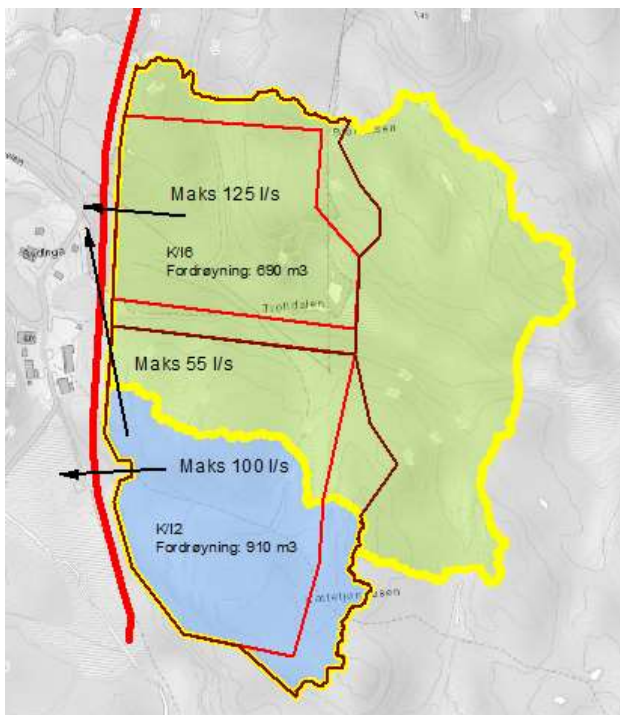 Maks 125 l/s
K/I6
Fordrøyning: 690 m3
Trolldalen
Maks 55 l/s
Maks 100 l/s
K/I2
Fordrøyning: 910 m3